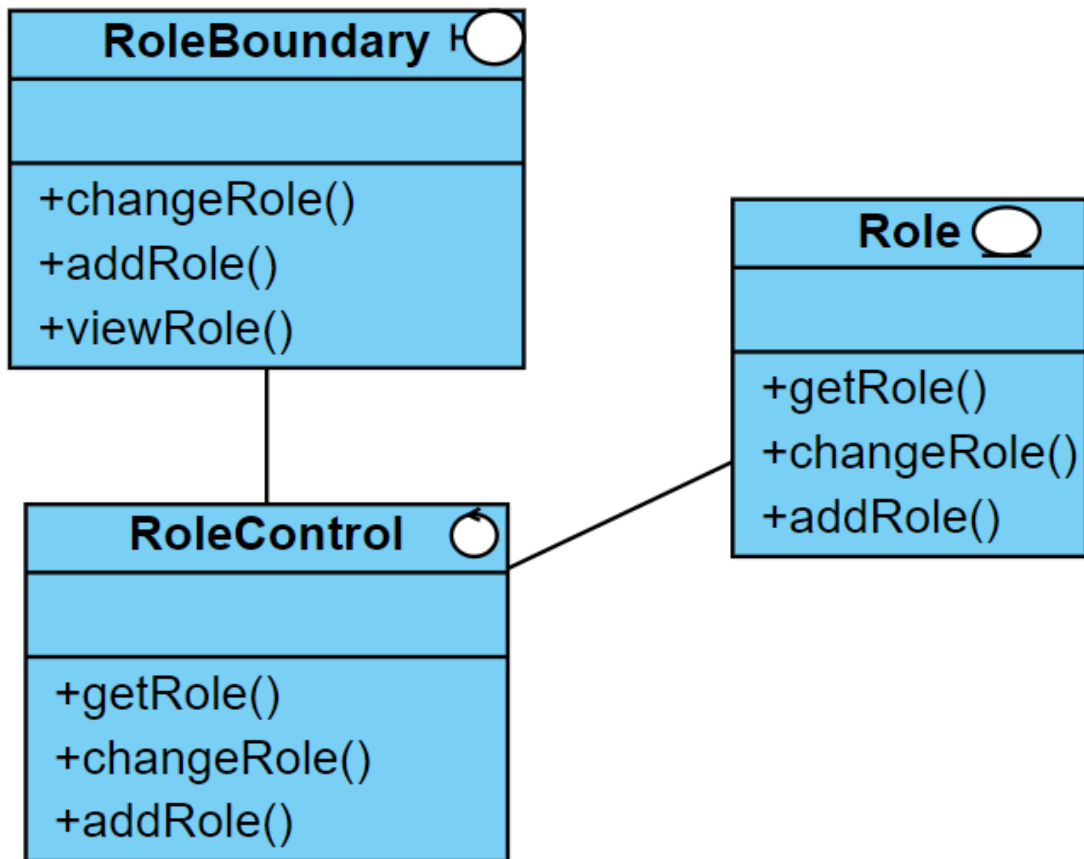 RoleBoundary
+changeRole()
+addRole()
+viewRole()
Role
+getRole()
+changeRole()
+addRole()
RoleControl
+getRole()
+changeRole()
+addRole()